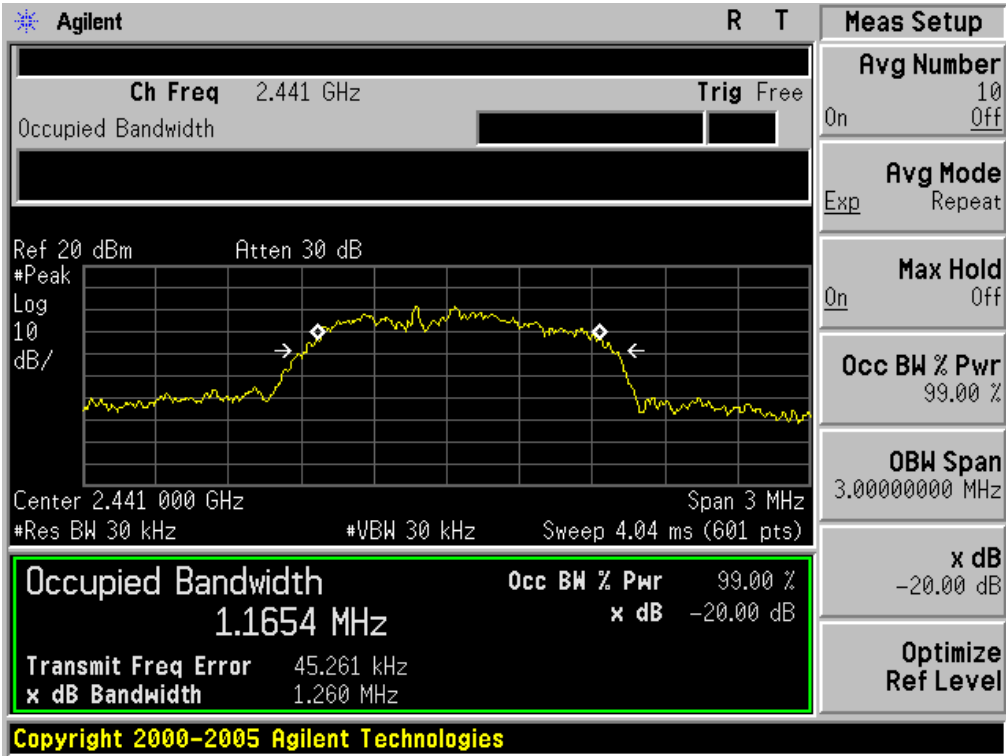 Agilent R T
Ch Freq 2.441 GHz Trig Free
Occupied Bandwidth
Ref 20 dBm Atten 30 dB
#Peak
Log
10
dB/
Center 2.441 000 GHz Span 3 MHz
#Res BW 30 kHz #VBW 30 kHz Sweep 4.04 ms (601 pts)
Occupied Bandwidth Occ BW % Pwr 99.00 %
1.1654 MHz x dB -20.00 dB
Transmit Freq Error 45.261 kHz
x dB Bandwidth 1.260 MHz
Copyright 2000-2005 Agilent Technologies
Meas Setup
Avg Number
10
On Off
Avg Mode
Exp Repeat
Max Hold
On Off
Occ BW % Pwr
99.00 %
OBW Span
3.00000000 MHz
x dB
-20.00 dB
Optimize
Ref Level